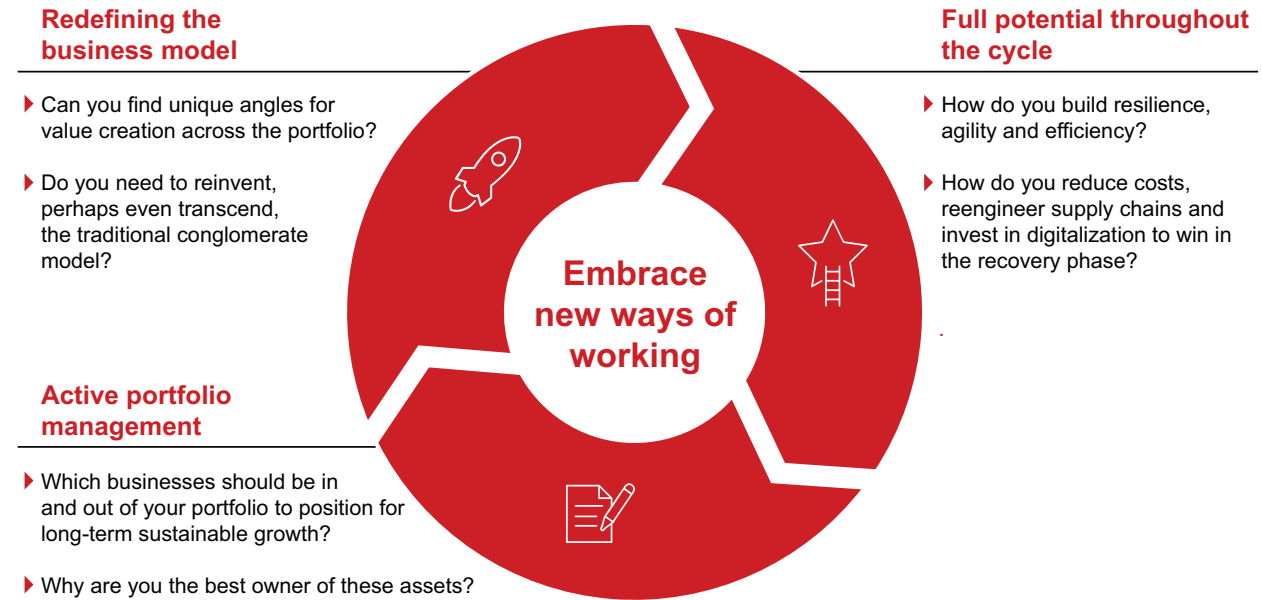 Redefining the
business model
Can you find unique angles for
value creation across the portfolio?
Do you need to reinvent,
perhaps even transcend,
the traditional conglomerate
model?
Full potential throughout
the cycle
How do you build resilience,
agility and efficiency?
How do you reduce costs,
reengineer supply chains and
invest in digitalization to win in
the recovery phase?
Embrace
new ways of
working
Active portfolio
management
Which businesses should be in
and out of your portfolio to position for
long-term sustainable growth?
Why are you the best owner of these assets?